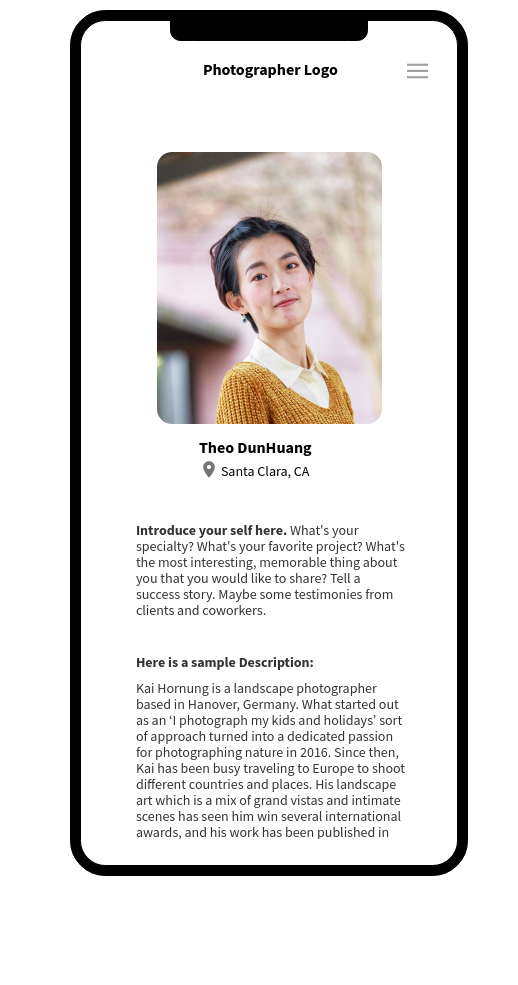 Photographer Logo
Theo DunHuang
Santa Clara, CA
Introduce your self here. What's your
specialty? What's your favorite project? What's
the most interesting, memorable thing about
you that you would like to share? Tell a
success story. Maybe some testimonies from
clients and coworkers.
Here is a sample Description:
Kai Hornung is a landscape photographer
based in Hanover, Germany. What started out
as an ‘I photograph my kids and holidays’ sort
of approach turned into a dedicated passion
for photographing nature in 2016. Since then,
Kai has been busy traveling to Europe to shoot
different countries and places. His landscape
art which is a mix of grand vistas and intimate
scenes has seen him win several international
awards, and his work has been published in